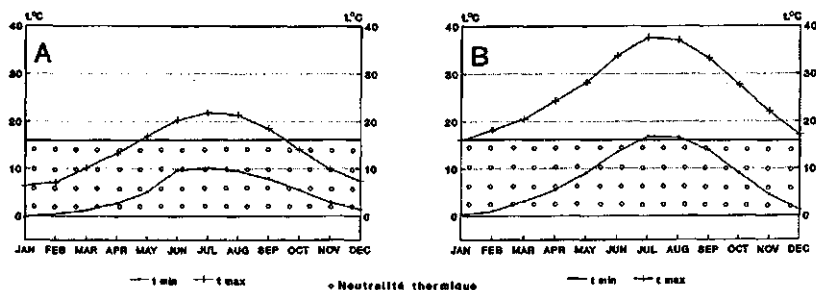 t.°C t.°C t.°C t.°C
A B
40 40 40 40
30 30 30 30
20 20 20 20
10 10 10 10
0 0 0 0
JAN FEB MAR APR MAY JUN JUL AUG SEP OCT NOV DEC JAN FEB MAR APR MAY JUN JUL AUG SEP OCT NOV DEC
t min t max Neutralité thermique t min t max